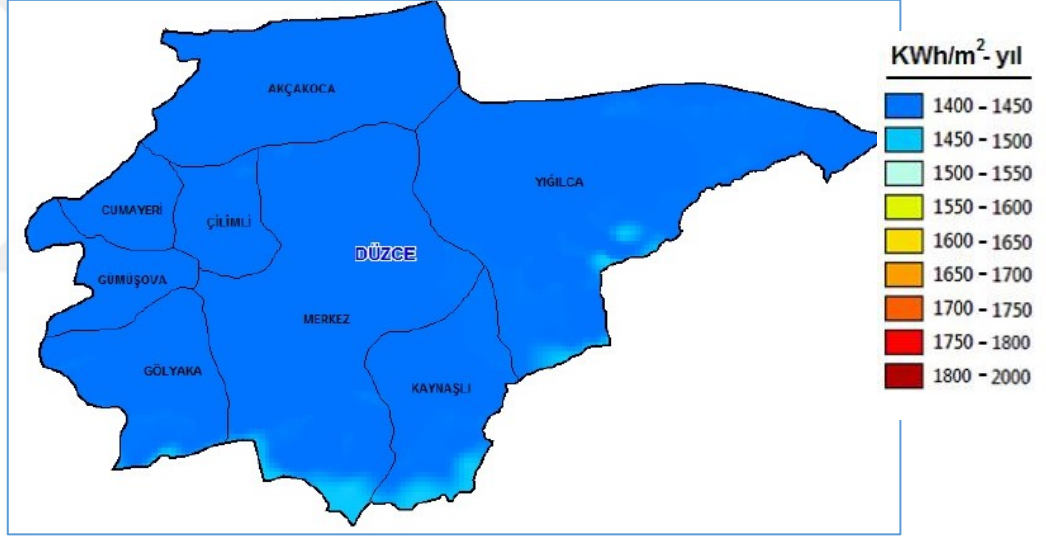 KWh/m²- yıl
AKÇAKOCA
1400 - 1450
1450 - 1500
1500 - 1550
YIĞILCA
CUMAYERİ
1550 - 1600
ÇİLİMLİ
1600 - 1650
DÜZCE
1650 - 1700
GÜMÜŞOVA
1700 - 1750
MERKEZ
1750 - 1800
GÖLYAKA
1800 - 2000
KAYNAŞLI